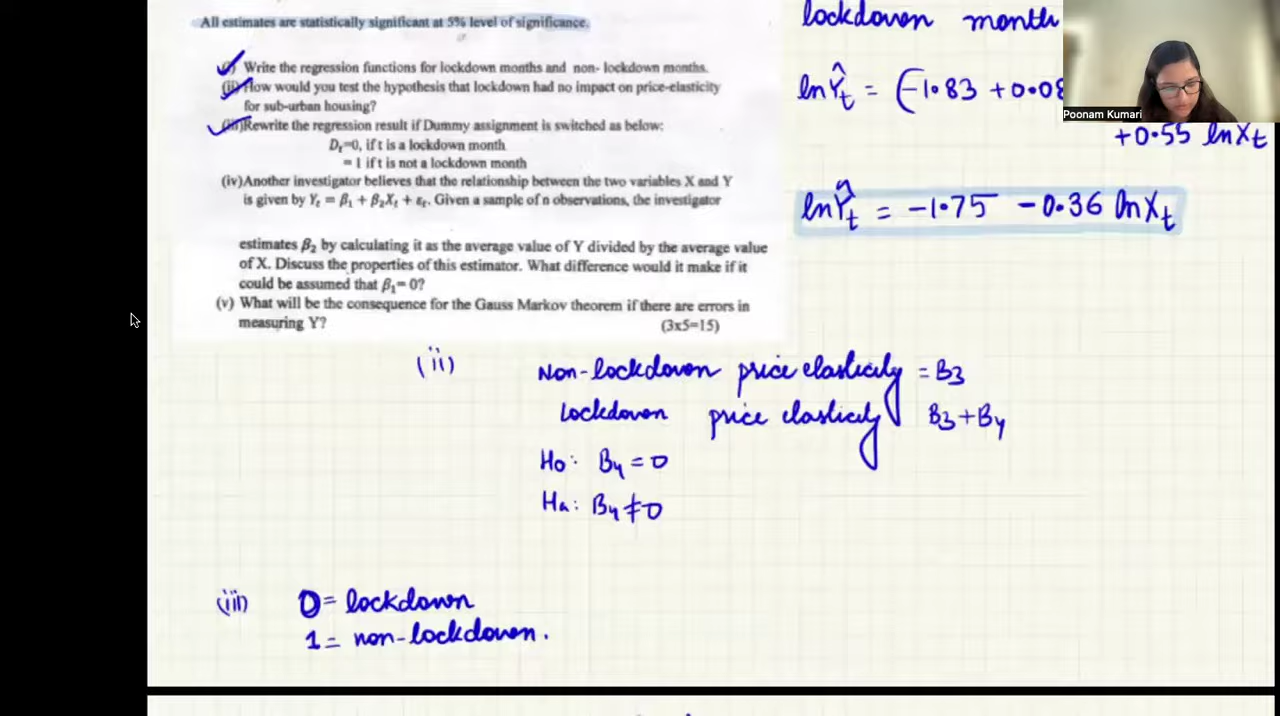 All estimates are statistically significant at 5% level of significance.
(i) Write the regression functions for lockdown months and non- lockdown months.
(ii) How would you test the hypothesis that lockdown had no impact on price-elasticity
for sub-urban housing?
(iii)Rewrite the regression result if Dummy assignment is switched as below:
Dₜ=0, if t is a lockdown month
= 1 if t is not a lockdown month
(iv)Another investigator believes that the relationship between the two variables X and Y
is given by Yₜ = β₁ + β₂Xₜ + εₜ. Given a sample of n observations, the investigator
estimates β₂ by calculating it as the average value of Y divided by the average value
of X. Discuss the properties of this estimator. What difference would it make if it
could be assumed that β₁= 0?
(v) What will be the consequence for the Gauss Markov theorem if there are errors in
measuring Y?
(3x5=15)
lockdown month
ln Ŷₜ = (-1.83 + 0.08
+0.55 ln Xₜ
Poonam Kumari
ln Ŷₜ = -1.75 - 0.36 ln Xₜ
(ii) Non-lockdown price elasticity = B3
Lockdown price elasticity B3+B4
Ho: B4 = 0
Ha: B4 ≠ 0
(iii) 0= lockdown
1= non-lockdown.